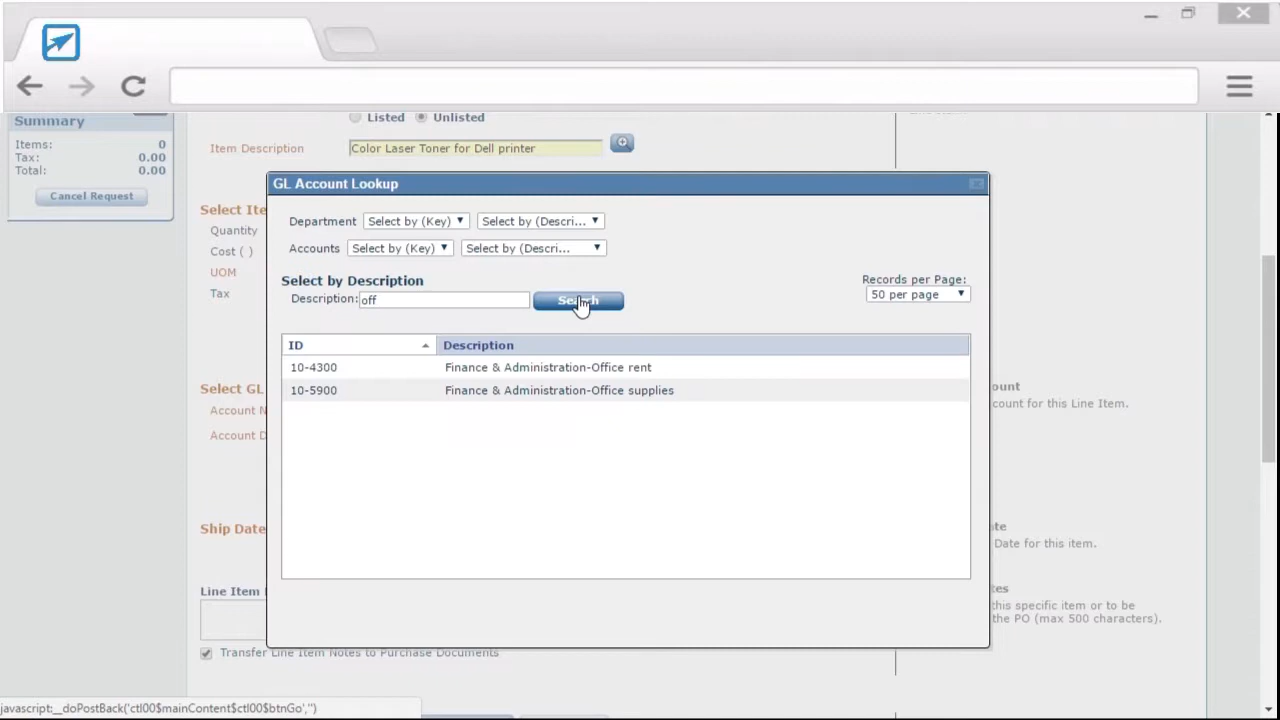 Summary
Items: 0
Tax: 0.00
Total: 0.00
Cancel Request
Listed Unlisted
Item Description Color Laser Toner for Dell printer
GL Account Lookup
Department Select by (Key) Select by (Descri...
Accounts Select by (Key) Select by (Descri...
Select by Description
Description: off
Records per Page:
50 per page
ID Description
10-4300 Finance & Administration-Office rent
10-5900 Finance & Administration-Office supplies
Select Ite
Quantity
Cost ( )
UOM
Tax
Select GL
Account N
Account D
Ship Date
Line Item
Transfer Line Item Notes to Purchase Documents
ount
count for this Line Item.
te
Date for this item.
tes
this specific item or to be
the PO (max 500 characters).
javascript:__doPostBack('ctl00$mainContent$ctl00$btnGo','')